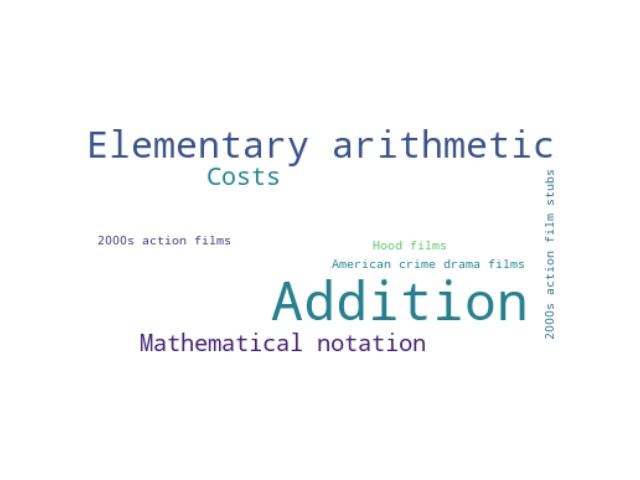 Elementary arithmetic
Costs
2000s action film stubs
2000s action films
Hood films
American crime drama films
Addition
Mathematical notation